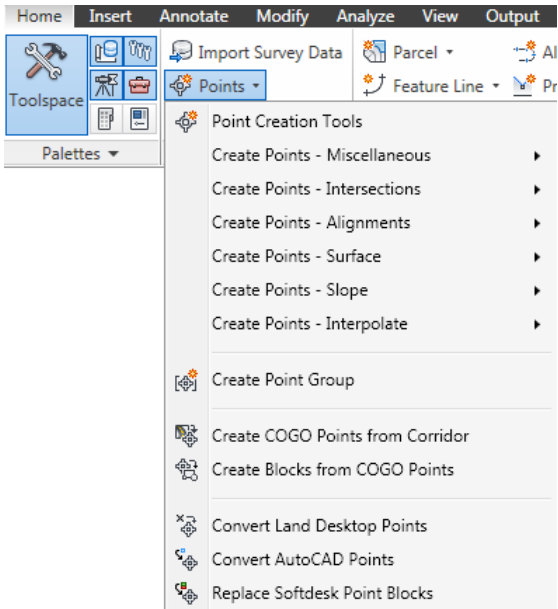 Home Insert Annotate Modify Analyze View Output
Import Survey Data Parcel Al
Toolspace Points Feature Line Pr
Palettes
Point Creation Tools
Create Points - Miscellaneous
Create Points - Intersections
Create Points - Alignments
Create Points - Surface
Create Points - Slope
Create Points - Interpolate
Create Point Group
Create COGO Points from Corridor
Create Blocks from COGO Points
Convert Land Desktop Points
Convert AutoCAD Points
Replace Softdesk Point Blocks